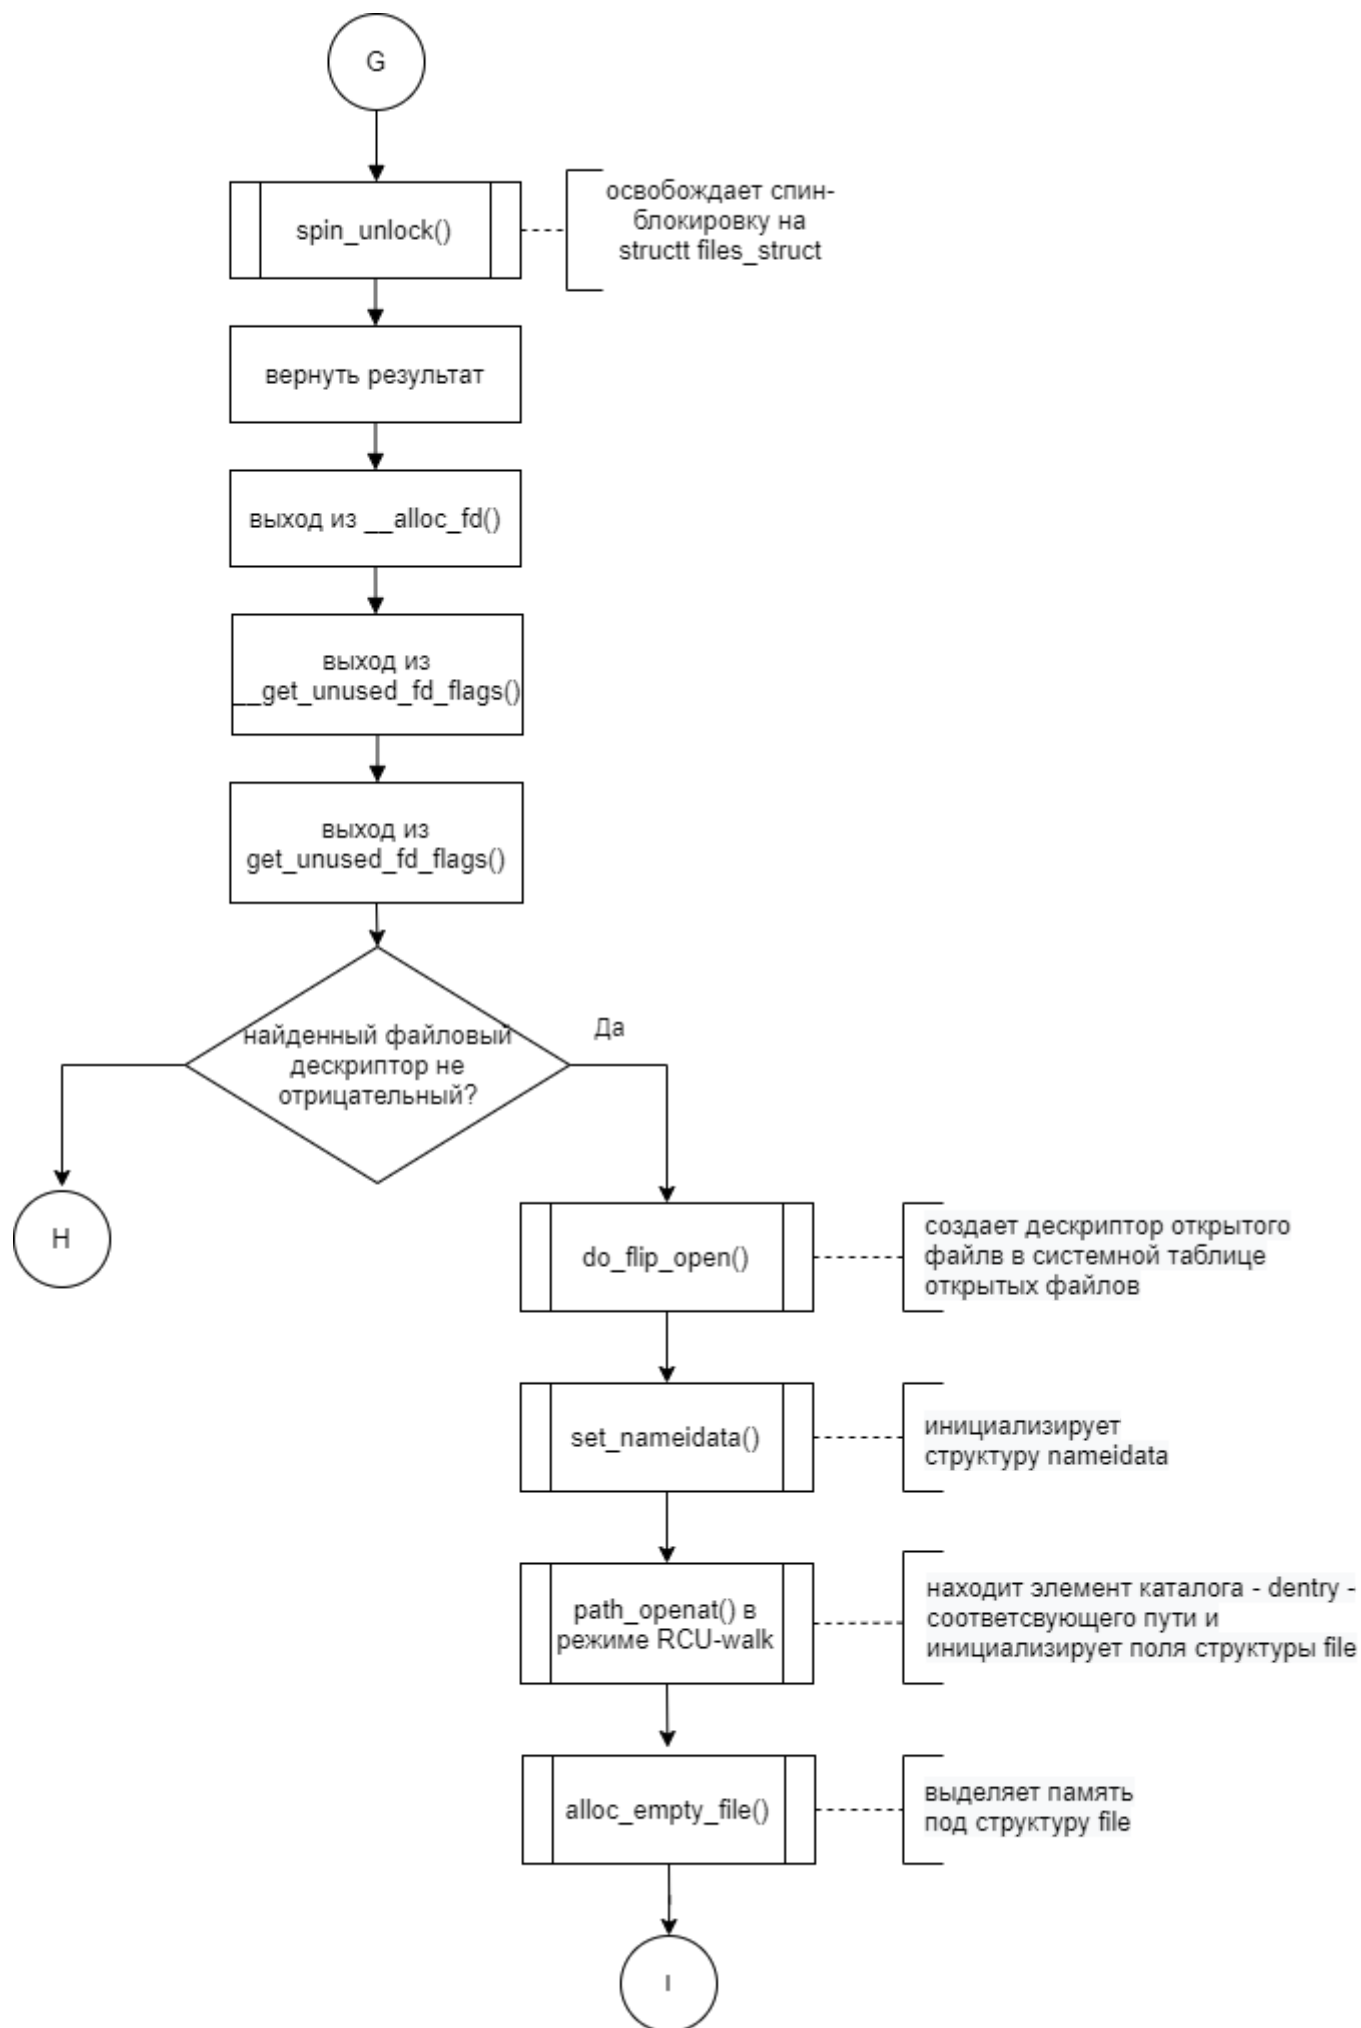 G
spin_unlock()
освобождает спин-
блокировку на
structt files_struct
вернуть результат
выход из __alloc_fd()
выход из
__get_unused_fd_flags()
выход из
get_unused_fd_flags()
найденный файловый
дескриптор не
отрицательный?
Да
H
do_flip_open()
создает дескриптор открытого
файлв в системной таблице
открытых файлов
set_nameidata()
инициализирует
структуру nameidata
path_openat() в
режиме RCU-walk
находит элемент каталога - dentry -
соответсвующего пути и
инициализирует поля структуры file
alloc_empty_file()
выделяет память
под структуру file
I